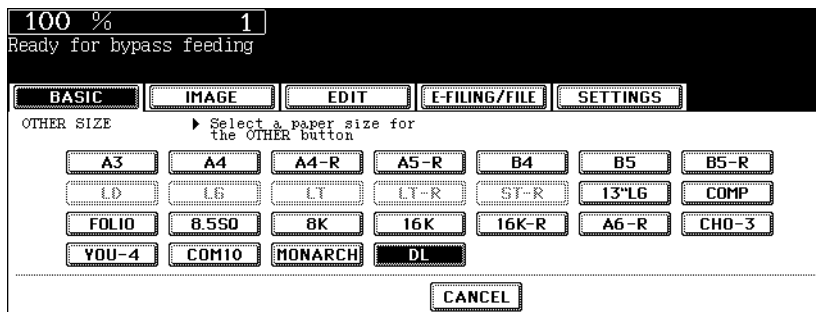 100 % 1
Ready for bypass feeding
BASIC IMAGE EDIT E-FILING/FILE SETTINGS
OTHER SIZE ▶ Select a paper size for
the OTHER button
A3 A4 A4-R A5-R B4 B5 B5-R
LD LG LT LT-R ST-R 13"LG COMP
FOLIO 8.5SQ 8K 16K 16K-R A6-R CHO-3
YOU-4 COM10 MONARCH DL
CANCEL